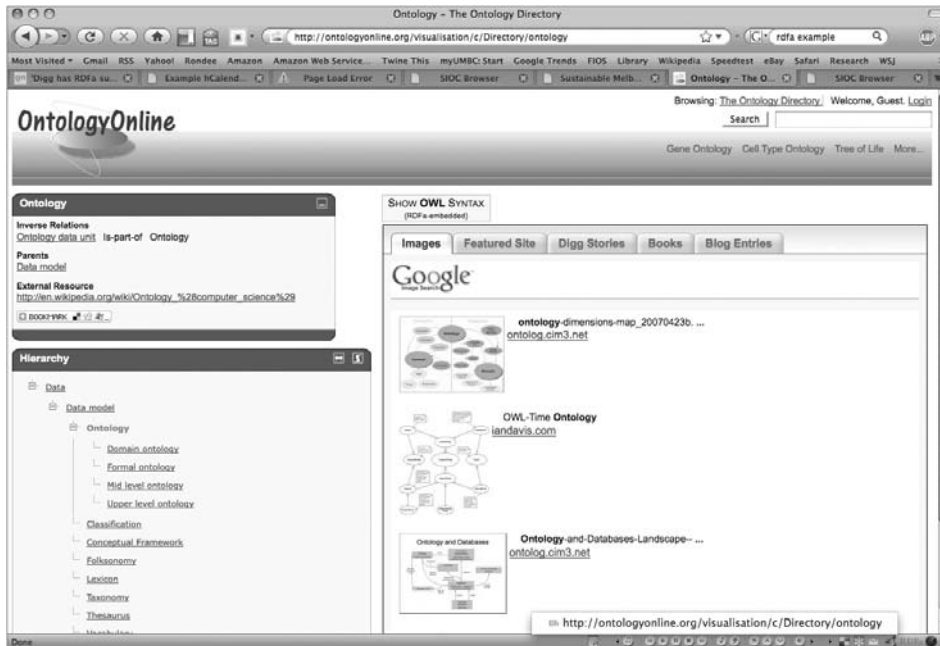 Ontology – The Ontology Directory
http://ontologyonline.org/visualisation/c/Directory/ontology
rdfa example
Most Visited Gmail RSS Yahoo! Rondee Amazon Amazon Web Service... Twine This myUMBC: Start Google Trends FIOS Library Wikipedia Speedtest eBay Safari Research WSJ
"Digg has RDFa su... Example hCalend... Page Load Error SIOC Browser Sustainable Melb... Ontology – The O... SIOC Browser
Browsing: The Ontology Directory. Welcome, Guest. Login
OntologyOnline
Search
Gene Ontology Cell Type Ontology Tree of Life More...
Ontology
Inverse Relations
Ontology data unit Is-part-of Ontology
Parents
Data model
External Resource
http://en.wikipedia.org/wiki/Ontology_%28computer_science%29
BOOKMARK
Hierarchy
Data
Data model
Ontology
Domain ontology
Formal ontology
Mid level ontology
Upper level ontology
Classification
Conceptual Framework
Folksonomy
Lexicon
Taxonomy
Thesaurus
Vocabulary
SHOW OWL SYNTAX
(RDFa-embedded)
Images Featured Site Digg Stories Books Blog Entries
Google
Image Search
ontology-dimensions-map_20070423b. ...
ontolog.cim3.net
OWL-Time Ontology
iandavis.com
Ontology and Databases
Ontology-and-Databases-Landscape-- ...
ontolog.cim3.net
http://ontologyonline.org/visualisation/c/Directory/ontology
Done